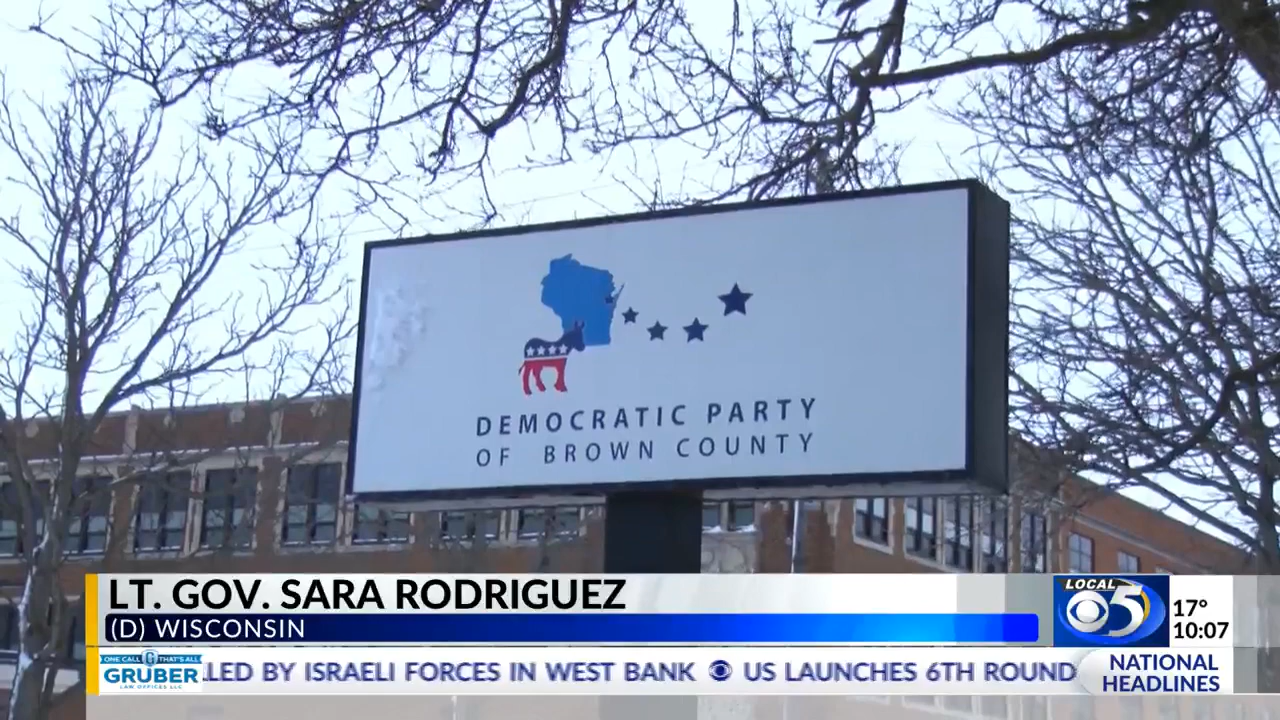 DEMOCRATIC PARTY
OF BROWN COUNTY
LT. GOV. SARA RODRIGUEZ
(D) WISCONSIN
LOCAL 5
17°
10:07
ONE CALL G THAT'S ALL
GRUBER
LAW OFFICES LLC
LLED BY ISRAELI FORCES IN WEST BANK US LAUNCHES 6TH ROUND
NATIONAL
HEADLINES